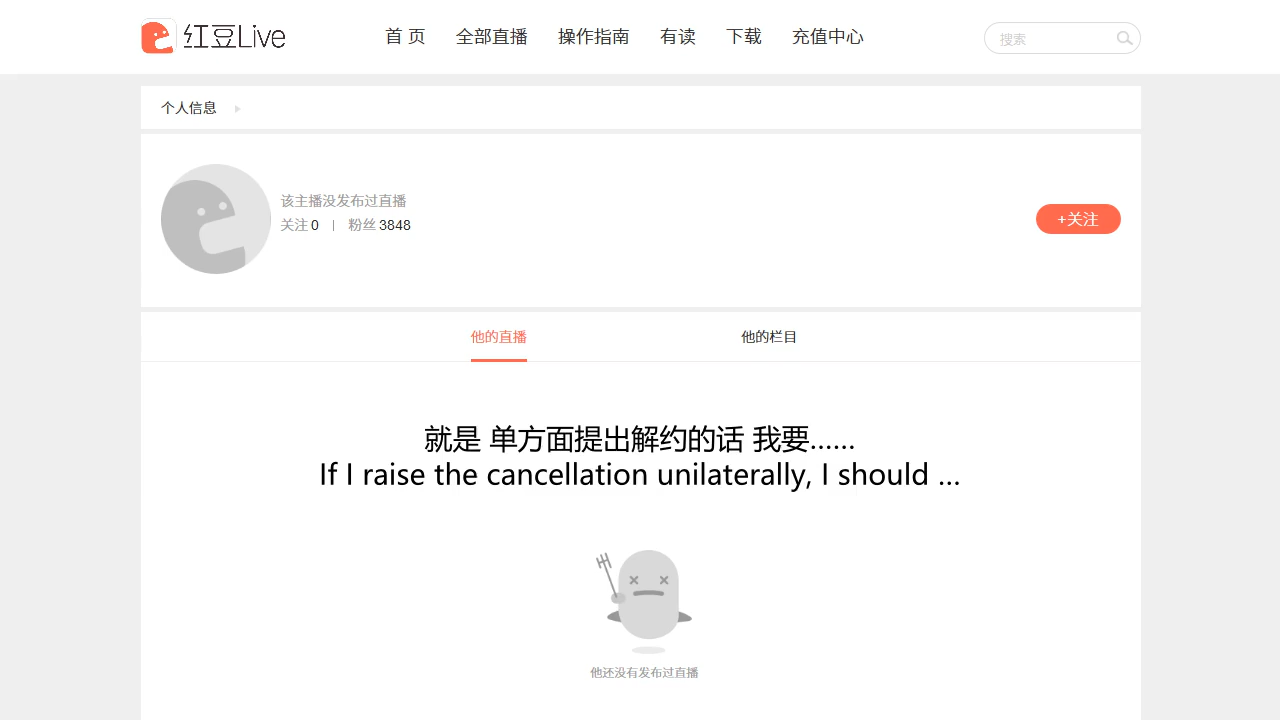 红豆Live
首 页 全部直播 操作指南 有读 下载 充值中心
搜索
个人信息
该主播没发布过直播
关注 0 | 粉丝 3848
+关注
他的直播 他的栏目
就是 单方面提出解约的话 我要……
If I raise the cancellation unilaterally, I should …
他还没有发布过直播